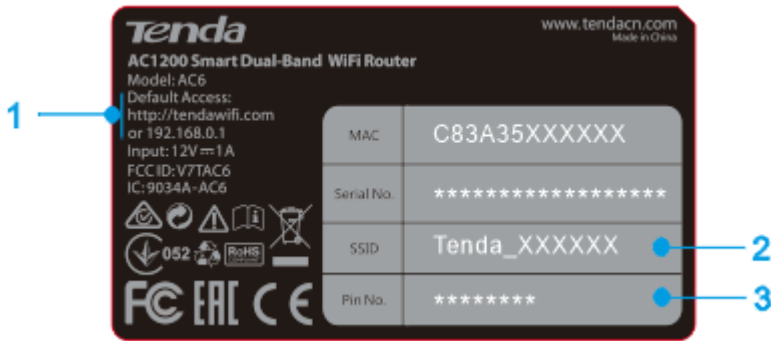 Tenda
www.tendacn.com
Made in China
AC1200 Smart Dual-Band WiFi Router
Model: AC6
Default Access:
http://tendawifi.com
or 192.168.0.1
Input: 12V⎓1A
FCC ID: V7TAC6
IC: 9034A-AC6
052
RoHS
FC EAC CE
MAC C83A35XXXXXX
Serial No. ******************
SSID Tenda_XXXXXX
Pin No. ********
1
2
3